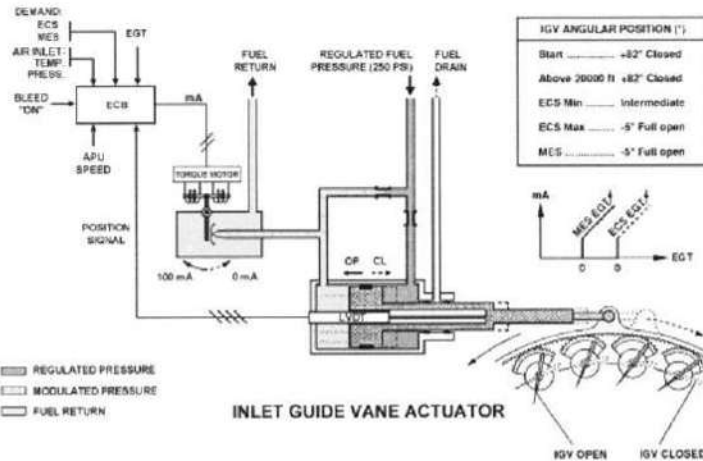 DEMAND:
ECS
MES
AIR INLET:
TEMP.
PRESS.
EGT
BLEED
"ON"
ECB
mA
APU
SPEED
POSITION
SIGNAL
TORQUE MOTOR
100 mA
0 mA
FUEL
RETURN
REGULATED FUEL
PRESSURE (250 PSI)
FUEL
DRAIN
OP
CL
LVDT
IGV ANGULAR POSITION (°)
Start ............ +82° Closed
Above 20000 ft +82° Closed
ECS Min ......... Intermediate
ECS Max ........ -5° Full open
MES ............. -5° Full open
mA
MES EGT
ECS EGT
0
0
EGT
REGULATED PRESSURE
MODULATED PRESSURE
FUEL RETURN
INLET GUIDE VANE ACTUATOR
IGV OPEN
IGV CLOSED